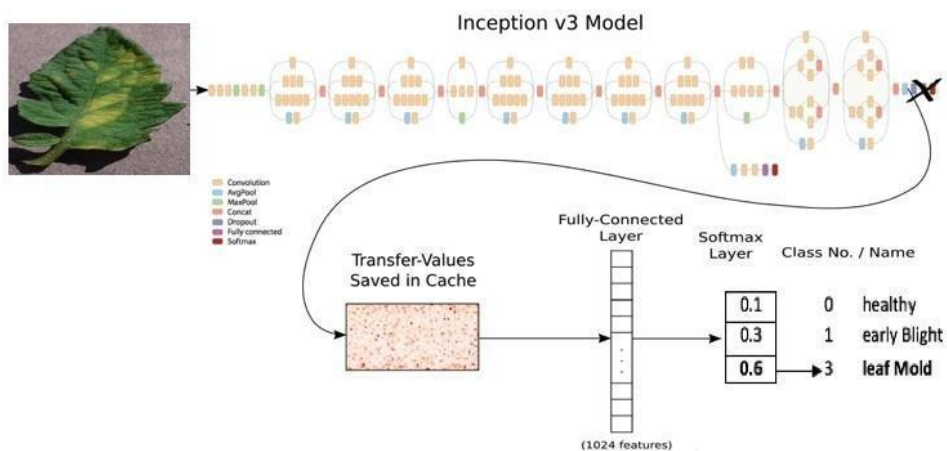 Inception v3 Model
Convolution
AvgPool
MaxPool
Concat
Dropout
Fully connected
Softmax
Transfer-Values
Saved in Cache
Fully-Connected
Layer
(1024 features)
Softmax
Layer
Class No. / Name
0.1 0 healthy
0.3 1 early Blight
0.6 3 leaf Mold